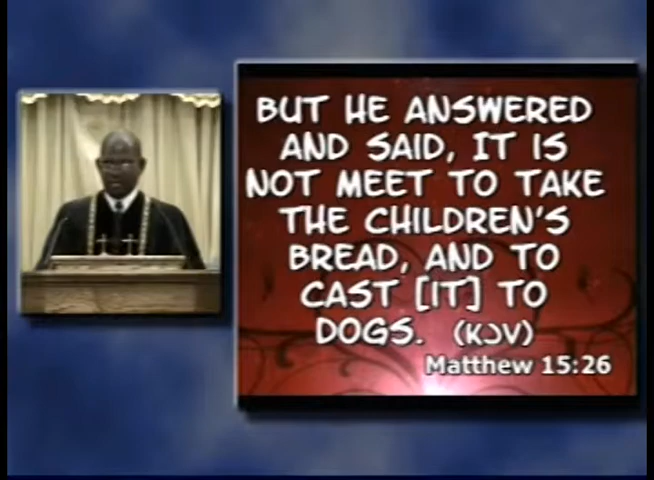 BUT HE ANSWERED
AND SAID, IT IS
NOT MEET TO TAKE
THE CHILDREN'S
BREAD, AND TO
CAST [IT] TO
DOGS. (KJV)
Matthew 15:26